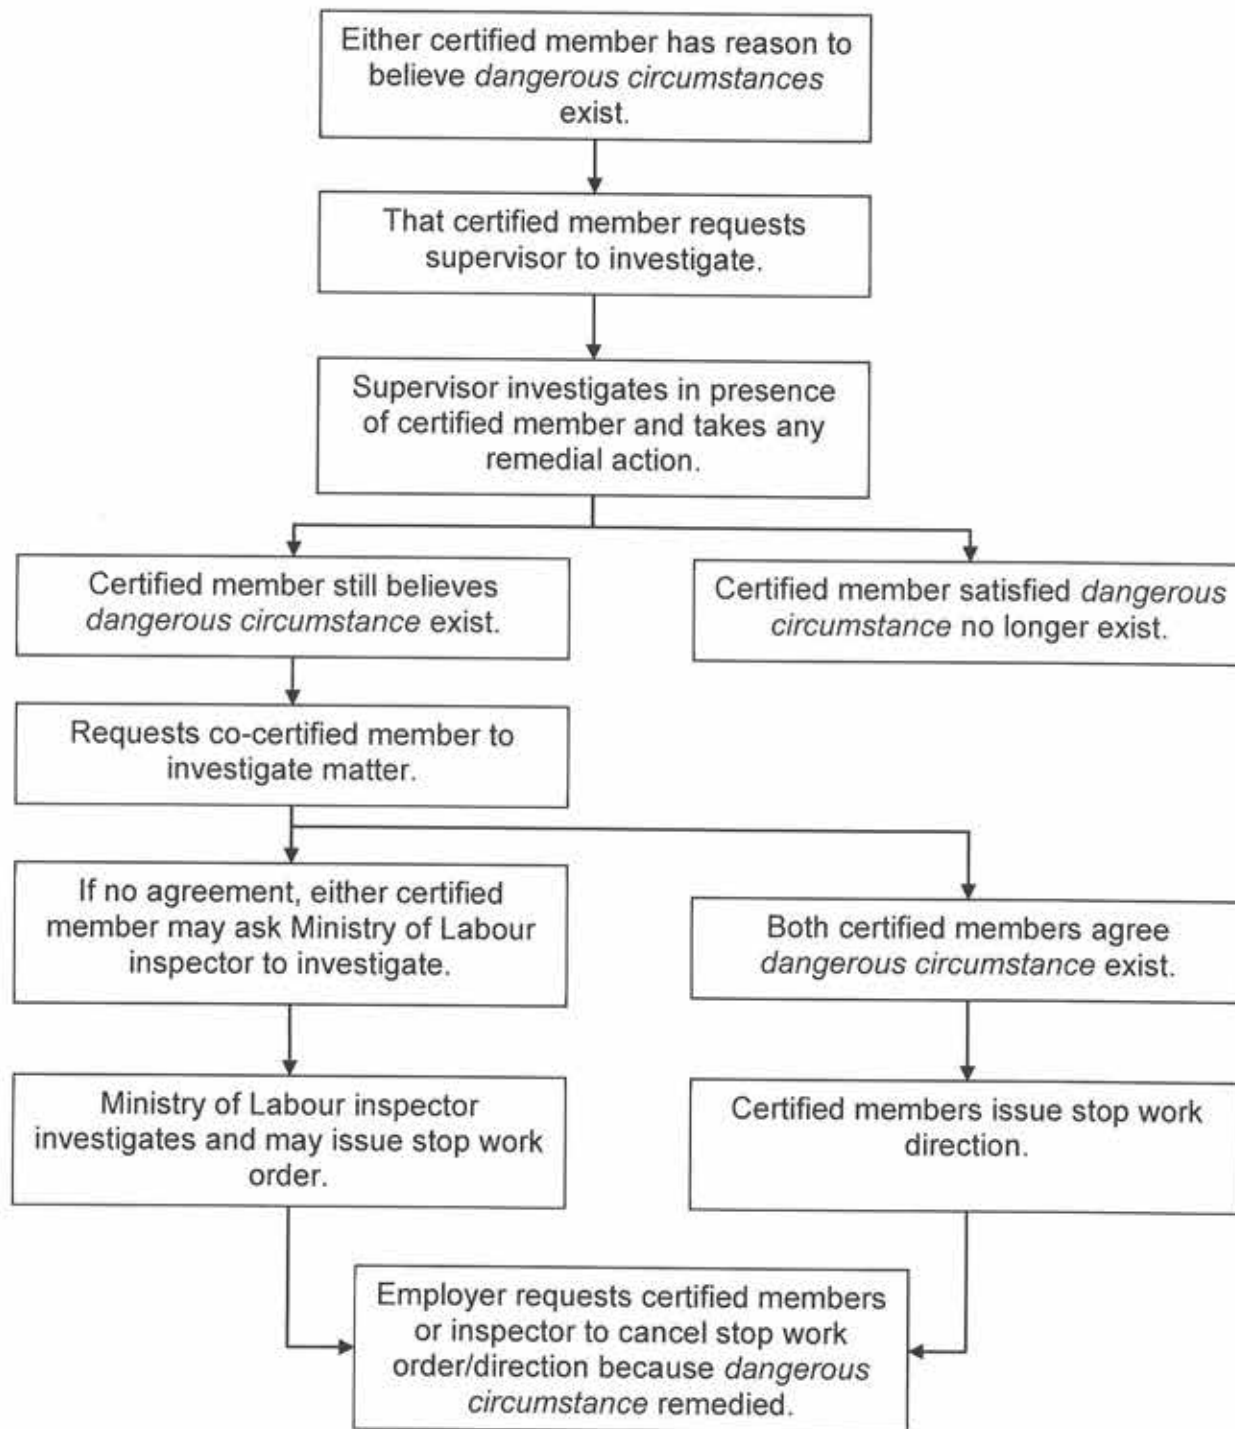 Either certified member has reason to
believe dangerous circumstances
exist.
That certified member requests
supervisor to investigate.
Supervisor investigates in presence
of certified member and takes any
remedial action.
Certified member still believes
dangerous circumstance exist.
Certified member satisfied dangerous
circumstance no longer exist.
Requests co-certified member to
investigate matter.
If no agreement, either certified
member may ask Ministry of Labour
inspector to investigate.
Both certified members agree
dangerous circumstance exist.
Ministry of Labour inspector
investigates and may issue stop work
order.
Certified members issue stop work
direction.
Employer requests certified members
or inspector to cancel stop work
order/direction because dangerous
circumstance remedied.